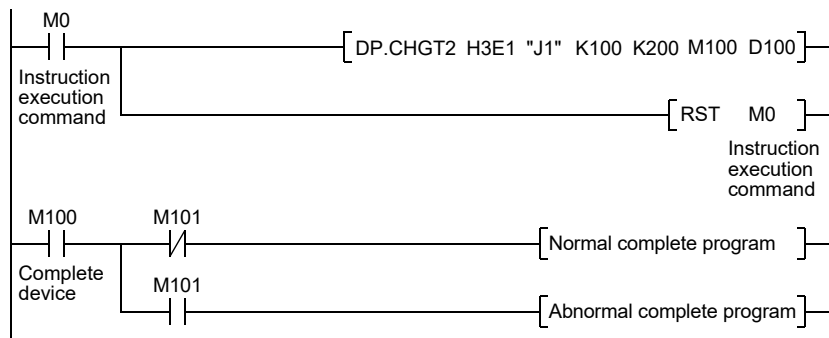 M0
DP.CHGT2 H3E1 "J1" K100 K200 M100 D100
Instruction
execution
command
RST M0
Instruction
execution
command
M100 M101
Normal complete program
Complete
device
M101
Abnormal complete program